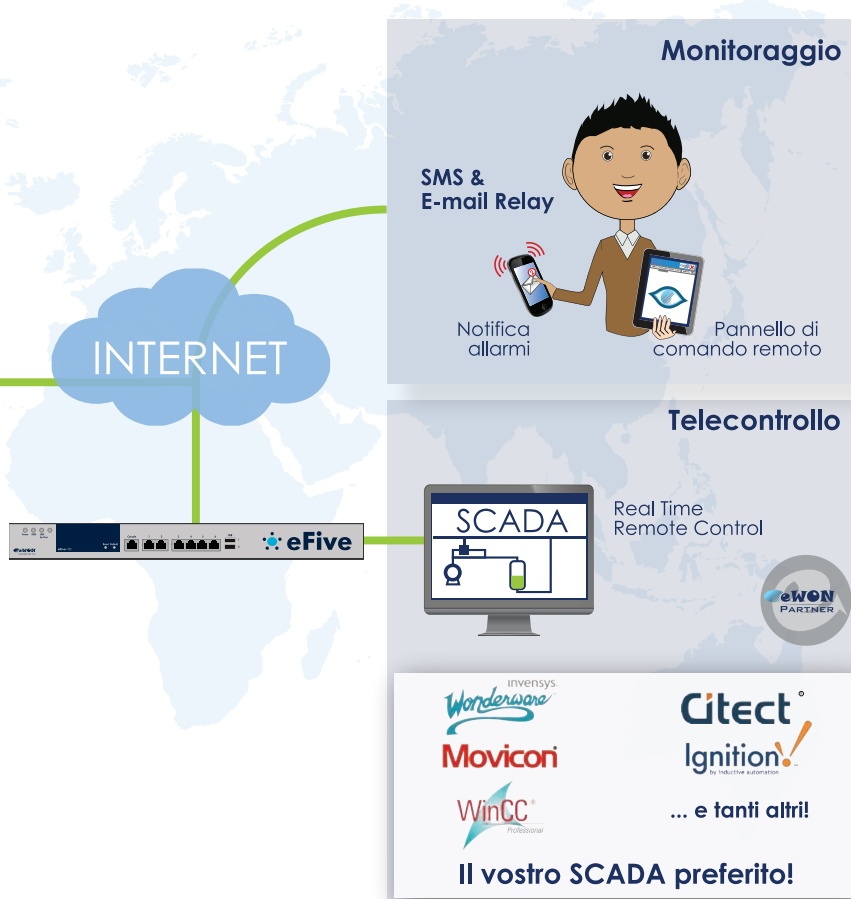 Monitoraggio
SMS &
E-mail Relay
Notifica
allarmi
Pannello di
comando remoto
INTERNET
Telecontrollo
SCADA
Real Time
Remote Control
eFive
eWON
PARTNER
invensys.
Wonderware
Citect
Movicon
Ignition!
by inductive automation
WinCC®
Professional
... e tanti altri!
Il vostro SCADA preferito!